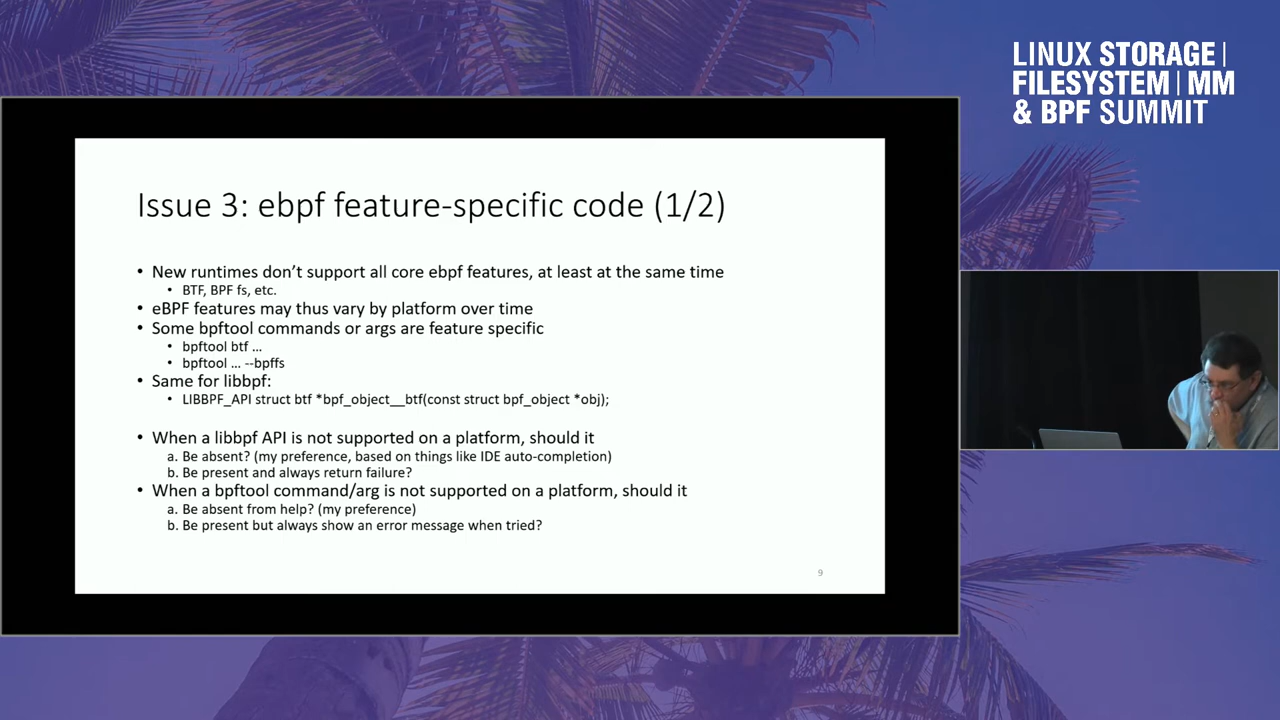 LINUX STORAGE |
FILESYSTEM | MM
& BPF SUMMIT
Issue 3: ebpf feature-specific code (1/2)
• New runtimes don't support all core ebpf features, at least at the same time
• BTF, BPF fs, etc.
• eBPF features may thus vary by platform over time
• Some bpftool commands or args are feature specific
• bpftool btf ...
• bpftool ... --bpffs
• Same for libbpf:
• LIBBPF_API struct btf *bpf_object__btf(const struct bpf_object *obj);
• When a libbpf API is not supported on a platform, should it
a. Be absent? (my preference, based on things like IDE auto-completion)
b. Be present and always return failure?
• When a bpftool command/arg is not supported on a platform, should it
a. Be absent from help? (my preference)
b. Be present but always show an error message when tried?
9